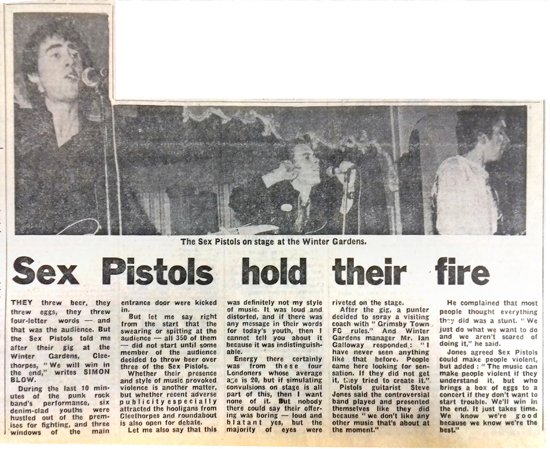 The Sex Pistols on stage at the Winter Gardens.
Sex Pistols hold their fire
THEY threw beer, they
threw eggs, they threw
four-letter words — and
that was the audience. But
the Sex Pistols told me
after their gig at the
Winter Gardens, Clee-
thorpes, "We will win in
the end," writes SIMON
BLOW.
During the last 10 minutes
of the punk rock
band's performance, six
denim-clad youths were
hustled out of the prem-
ises for fighting, and three
windows of the main
entrance door were kicked
in.
But let me say right
from the start that the
swearing or spitting at the
audience — all 350 of them
— did not start until some
member of the audience
decided to throw beer over
three of the Sex Pistols.
Whether their presence
and style of music provoked
violence is another matter,
but whether recent adverse
publicity especially
attracted the hooligans from
Cleethorpes and roundabout
is also open for debate.
Let me also say that this
was definitely not my style
of music. It was loud and
distorted, and if there was
any message in their words
for today's youth, then I
cannot tell you about it
because it was indistinguish-
able.
Energy there certainly
was from these four
Londoners whose average
age is 20, but if simulating
convulsions on stage is all
part of this, then I want
none of it. But nobody
there could say their offer-
ing was boring — loud and
blatant yes, but the
majority of eyes were
riveted on the stage.
After the gig, a punter
decided to spray a visiting
coach with "Grimsby Town
FC rules." And Winter
Gardens manager Mr. Ian
Galloway responded: "I
have never seen anything
like that before. People
came here looking for sen-
sation. If they did not get
it, they tried to create it."
Pistols guitarist Steve
Jones said the controversial
band played and presented
themselves like they did
because "we don't like any
other music that's about at
the moment."
He complained that most
people thought everything
they did was a stunt. "We
just do what we want to do
and we aren't scared of
doing it," he said.
Jones agreed Sex Pistols
could make people violent,
but added: "The music can
make people violent if they
understand it, but who
brings a box of eggs to a
concert if they don't want to
start trouble. We'll win in
the end. It just takes time.
We know we're good
because we know we're the
best."